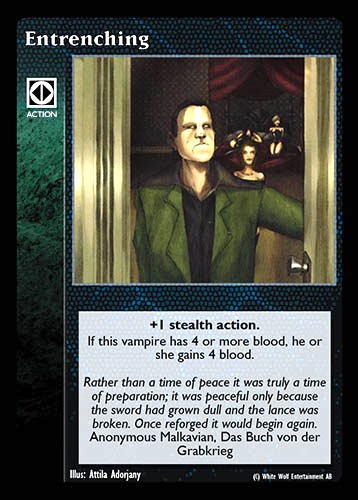 Entrenching
ACTION
+1 stealth action.
If this vampire has 4 or more blood, he or
she gains 4 blood.
Rather than a time of peace it was truly a time
of preparation; it was peaceful only because
the sword had grown dull and the lance was
broken. Once reforged it would begin again.
Anonymous Malkavian, Das Buch von der
Grabkrieg
Illus: Attila Adorjany
(C) White Wolf Entertainment AB